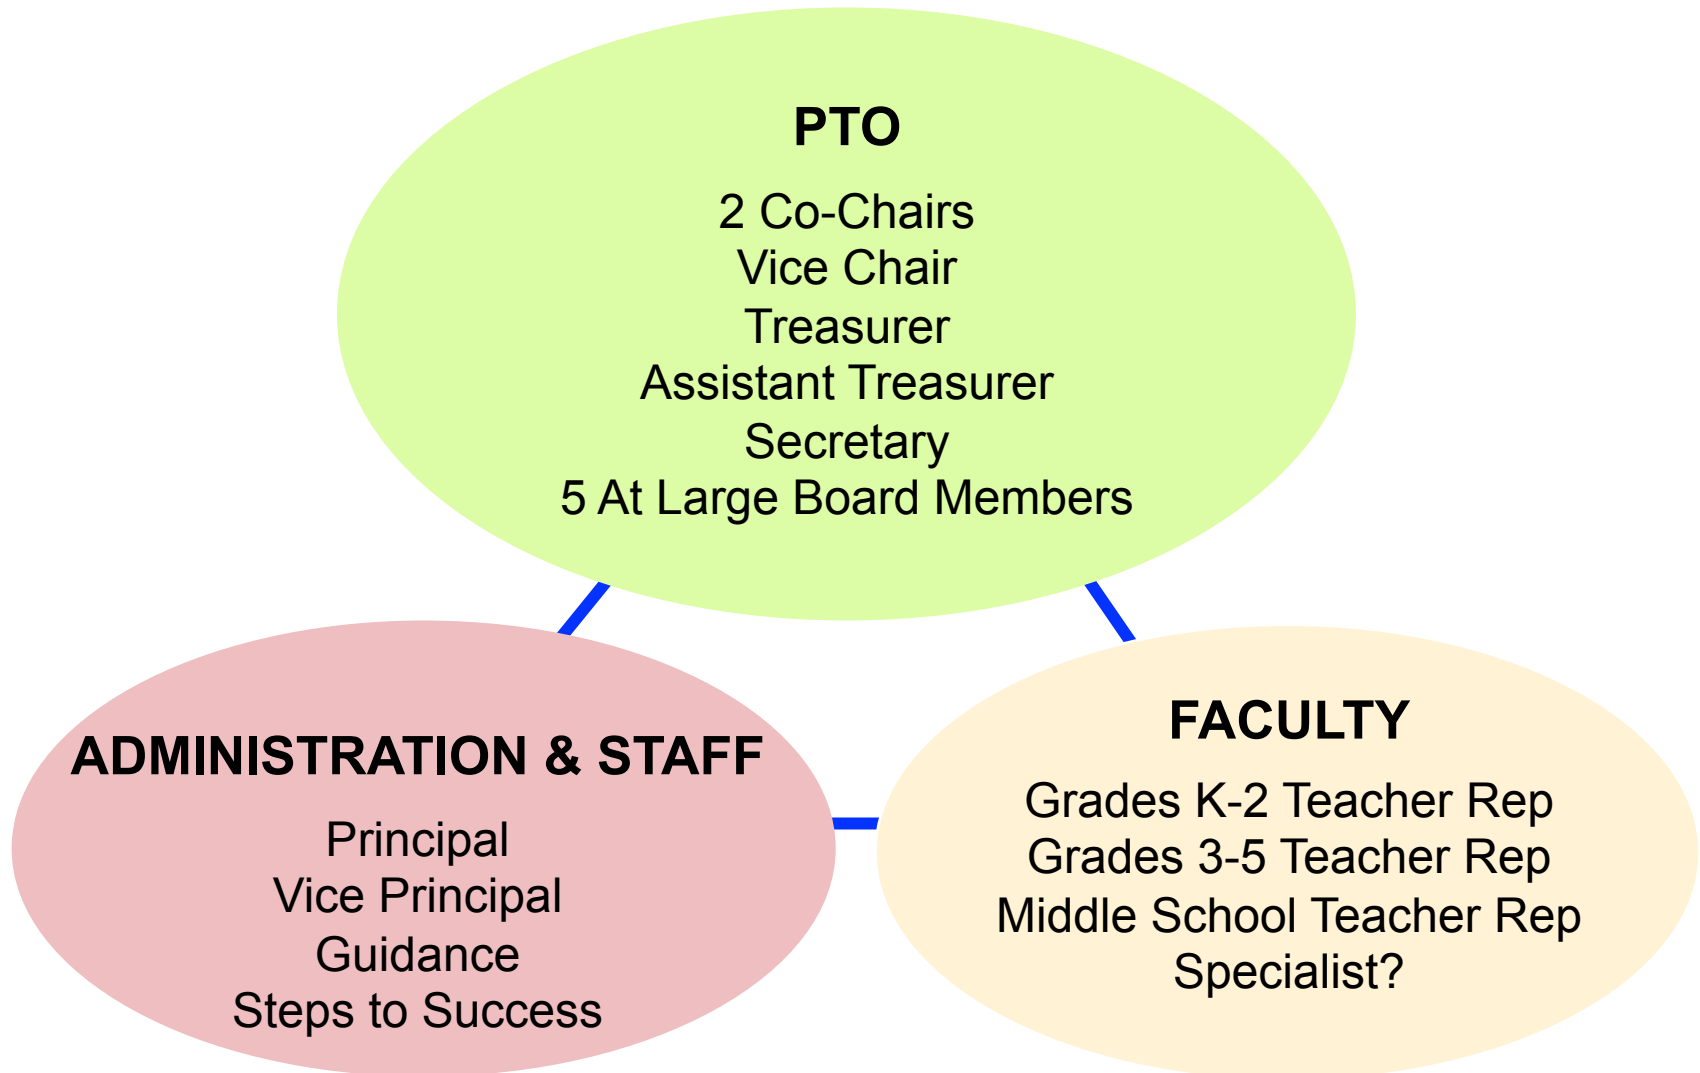 PTO
2 Co-Chairs
Vice Chair
Treasurer
Assistant Treasurer
Secretary
5 At Large Board Members
ADMINISTRATION & STAFF
Principal
Vice Principal
Guidance
Steps to Success
FACULTY
Grades K-2 Teacher Rep
Grades 3-5 Teacher Rep
Middle School Teacher Rep
Specialist?